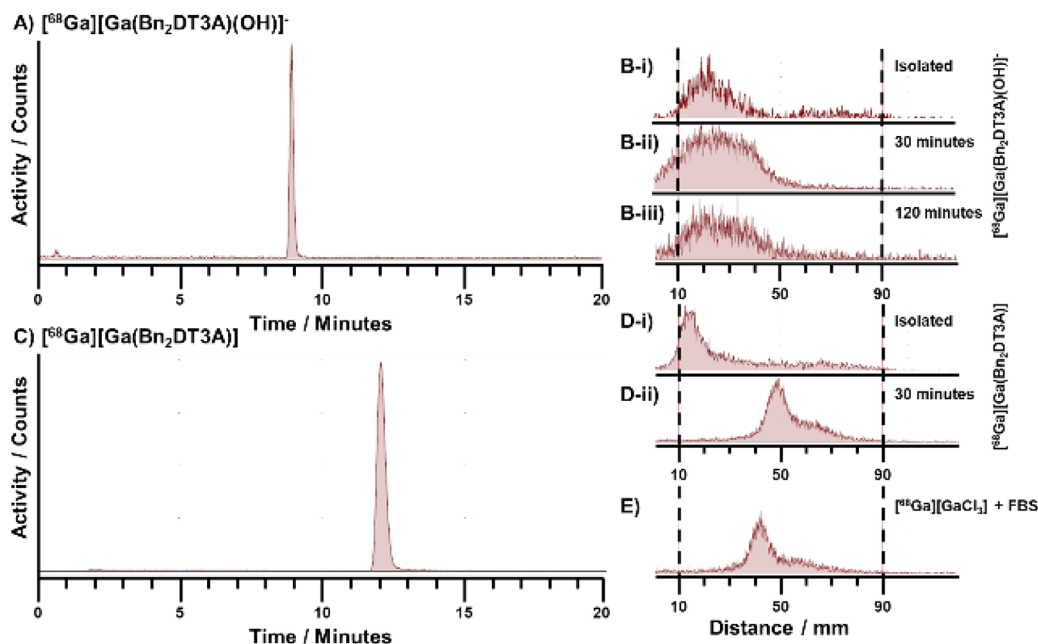 A) [⁶⁸Ga][Ga(Bn₂DT3A)(OH)]⁻
Activity / Counts
0 5 10 15 20
Time / Minutes
B-i) Isolated
B-ii) 30 minutes
B-iii) 120 minutes
[⁶⁸Ga][Ga(Bn₂DT3A)(OH)]⁻
10 50 90
C) [⁶⁸Ga][Ga(Bn₂DT3A)]
Activity / Counts
0 5 10 15 20
Time / Minutes
D-i) Isolated
D-ii) 30 minutes
[⁶⁸Ga][Ga(Bn₂DT3A)]
10 50 90
E) [⁶⁸Ga][GaCl₃] + FBS
10 50 90
Distance / mm